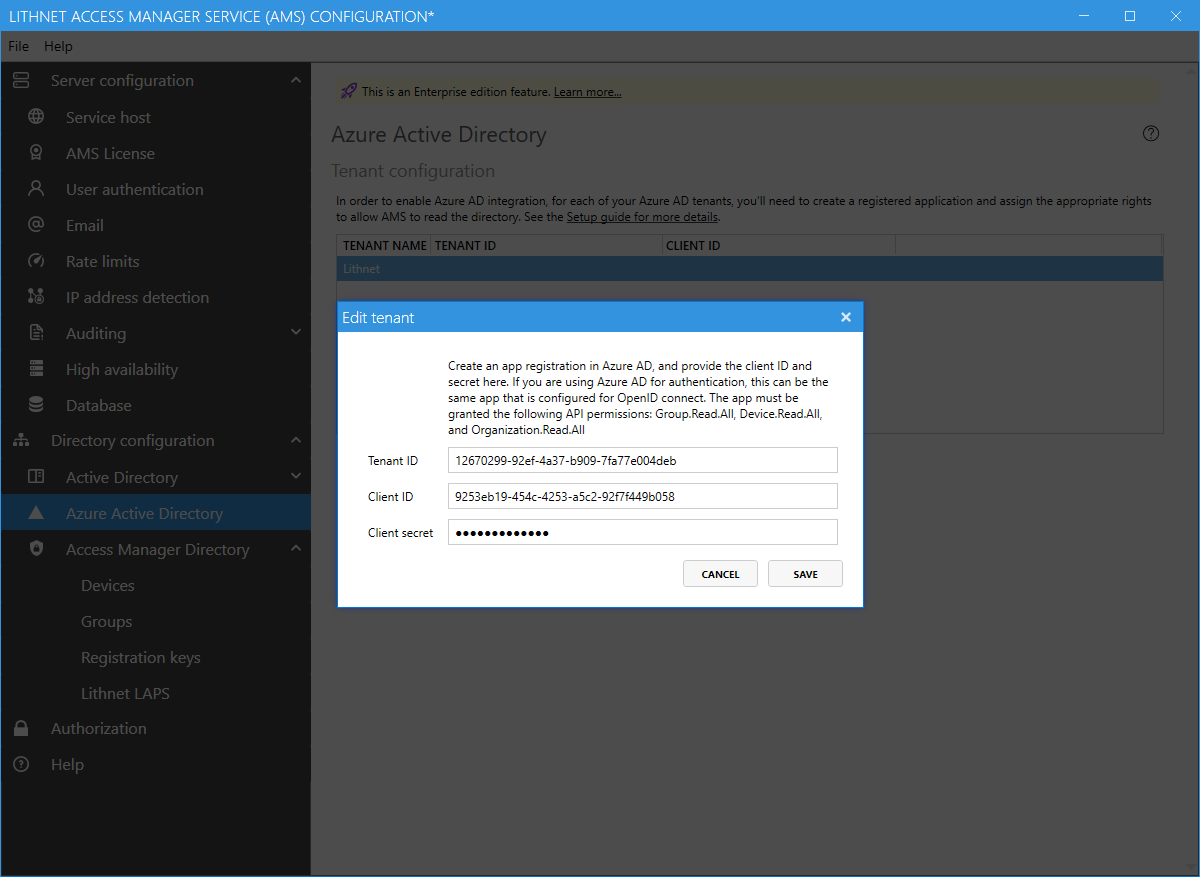 LITHNET ACCESS MANAGER SERVICE (AMS) CONFIGURATION*
File Help
Server configuration
Service host
AMS License
User authentication
Email
Rate limits
IP address detection
Auditing
High availability
Database
Directory configuration
Active Directory
Azure Active Directory
Access Manager Directory
Devices
Groups
Registration keys
Lithnet LAPS
Authorization
Help
This is an Enterprise edition feature. Learn more...
Azure Active Directory
Tenant configuration
In order to enable Azure AD integration, for each of your Azure AD tenants, you'll need to create a registered application and assign the appropriate rights
to allow AMS to read the directory. See the Setup guide for more details.
TENANT NAME TENANT ID CLIENT ID
Lithnet
Edit tenant
Create an app registration in Azure AD, and provide the client ID and
secret here. If you are using Azure AD for authentication, this can be the
same app that is configured for OpenID connect. The app must be
granted the following API permissions: Group.Read.All, Device.Read.All,
and Organization.Read.All
Tenant ID 12670299-92ef-4a37-b909-7fa77e004deb
Client ID 9253eb19-454c-4253-a5c2-92f7f449b058
Client secret ●●●●●●●●●●●●●
CANCEL SAVE